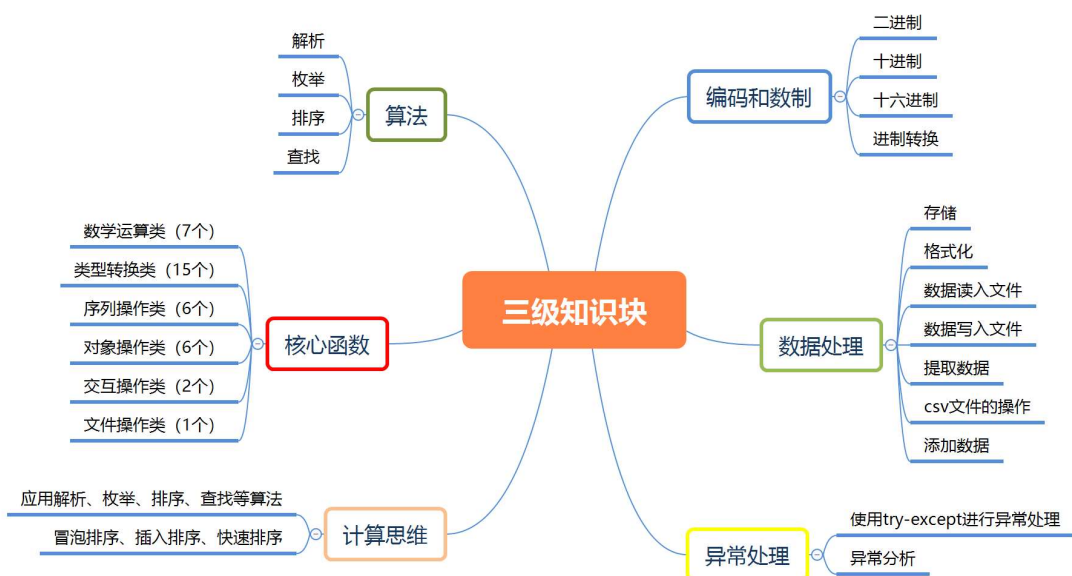 三级知识块
算法
解析
枚举
排序
查找
核心函数
数学运算类（7个）
类型转换类（15个）
序列操作类（6个）
对象操作类（6个）
交互操作类（2个）
文件操作类（1个）
计算思维
应用解析、枚举、排序、查找等算法
冒泡排序、插入排序、快速排序
编码和数制
二进制
十进制
十六进制
进制转换
数据处理
存储
格式化
数据读入文件
数据写入文件
提取数据
csv文件的操作
添加数据
异常处理
使用try-except进行异常处理
异常分析